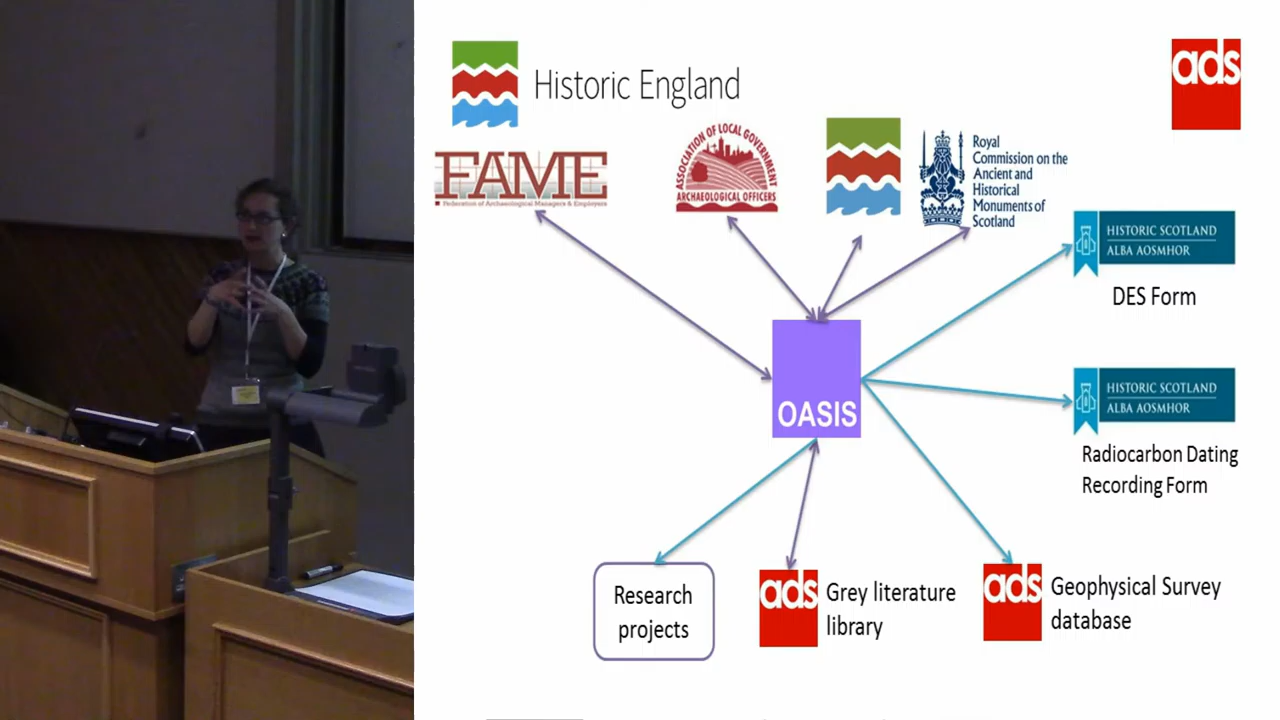 Historic England
ads
FAME
Federation of Archaeological Managers & Employers
ASSOCIATION OF LOCAL GOVERNMENT
ARCHAEOLOGICAL OFFICERS
Royal
Commission on the
Ancient and
Historical
Monuments of
Scotland
HISTORIC SCOTLAND
ALBA AOSMHOR
DES Form
OASIS
HISTORIC SCOTLAND
ALBA AOSMHOR
Radiocarbon Dating
Recording Form
Research
projects
ads
Grey literature
library
ads
Geophysical Survey
database